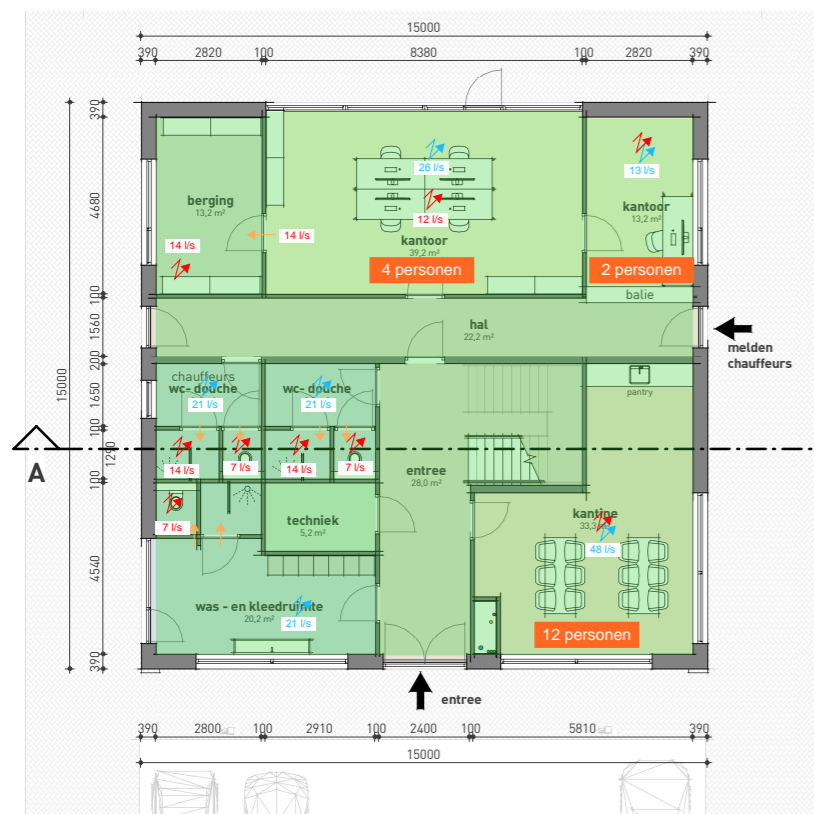 15000
390 2820 100 8380 100 2820 390
390
4680
100
1560
200
1650
100
1290
100
4540
390
15000
26 l/s
13 l/s
12 l/s
berging
13,2 m²
kantoor
39,2 m²
kantoor
13,2 m²
14 l/s
14 l/s
4 personen
2 personen
balie
hal
22,2 m²
melden
chauffeurs
chauffeurs
wc- douche
21 l/s
wc- douche
21 l/s
pantry
14 l/s
7 l/s
14 l/s
7 l/s
A
entree
28,0 m²
7 l/s
techniek
5,2 m²
kantine
33,3
48 l/s
was - en kleedruimte
20,2 m²
21 l/s
12 personen
entree
390 2800 100 2910 100 2400 100 5810 390
15000